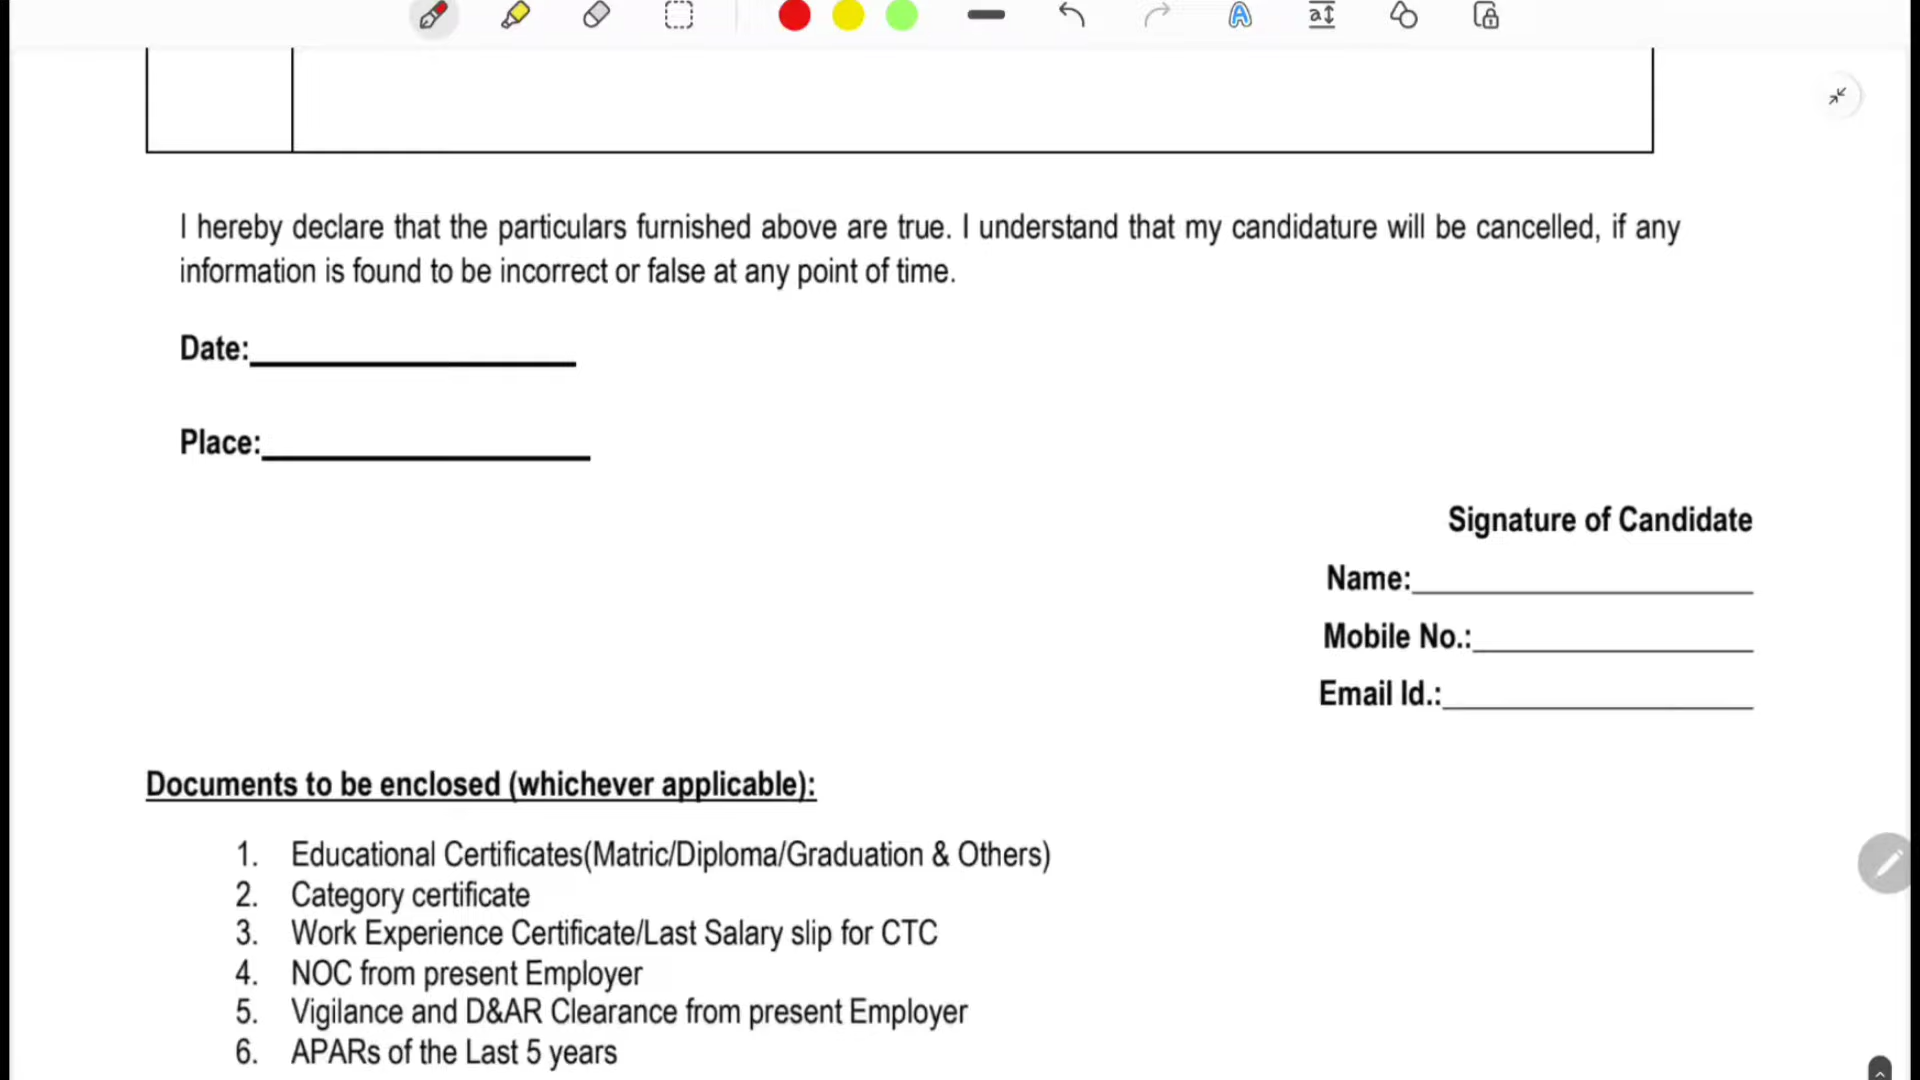 I hereby declare that the particulars furnished above are true. I understand that my candidature will be cancelled, if any
information is found to be incorrect or false at any point of time.
Date:
Place:
Signature of Candidate
Name:
Mobile No.:
Email Id.:
Documents to be enclosed (whichever applicable):
1. Educational Certificates(Matric/Diploma/Graduation & Others)
2. Category certificate
3. Work Experience Certificate/Last Salary slip for CTC
4. NOC from present Employer
5. Vigilance and D&AR Clearance from present Employer
6. APARs of the Last 5 years